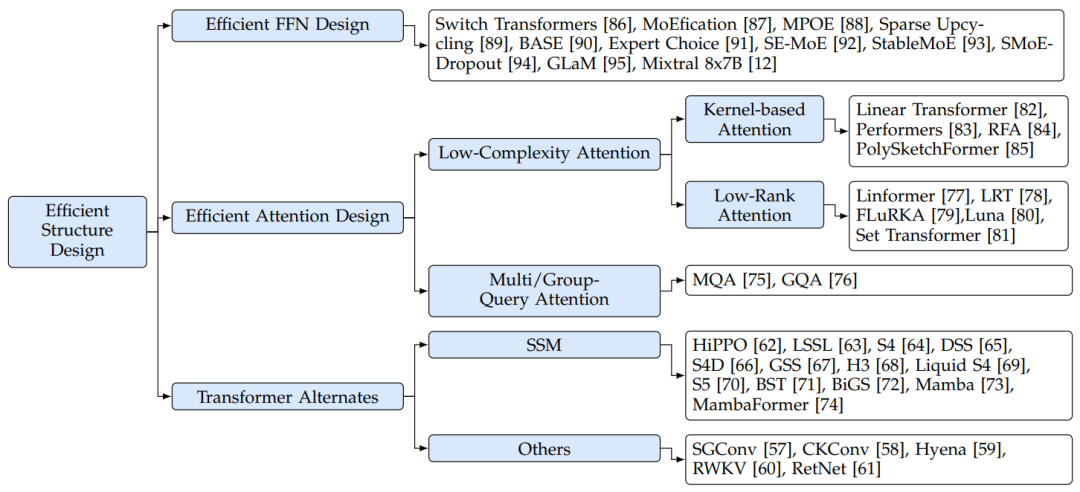 Efficient FFN Design
Switch Transformers [86], MoEfication [87], MPOE [88], Sparse Upcy-
cling [89], BASE [90], Expert Choice [91], SE-MoE [92], StableMoE [93], SMoE-
Dropout [94], GLaM [95], Mixtral 8x7B [12]
Efficient
Structure
Design
Efficient Attention Design
Low-Complexity Attention
Kernel-based
Attention
Linear Transformer [82],
Performers [83], RFA [84],
PolySketchFormer [85]
Low-Rank
Attention
Linformer [77], LRT [78],
FLuRKA [79],Luna [80],
Set Transformer [81]
Multi/Group-
Query Attention
MQA [75], GQA [76]
Transformer Alternates
SSM
HiPPO [62], LSSL [63], S4 [64], DSS [65],
S4D [66], GSS [67], H3 [68], Liquid S4 [69],
S5 [70], BST [71], BiGS [72], Mamba [73],
MambaFormer [74]
Others
SGConv [57], CKConv [58], Hyena [59],
RWKV [60], RetNet [61]